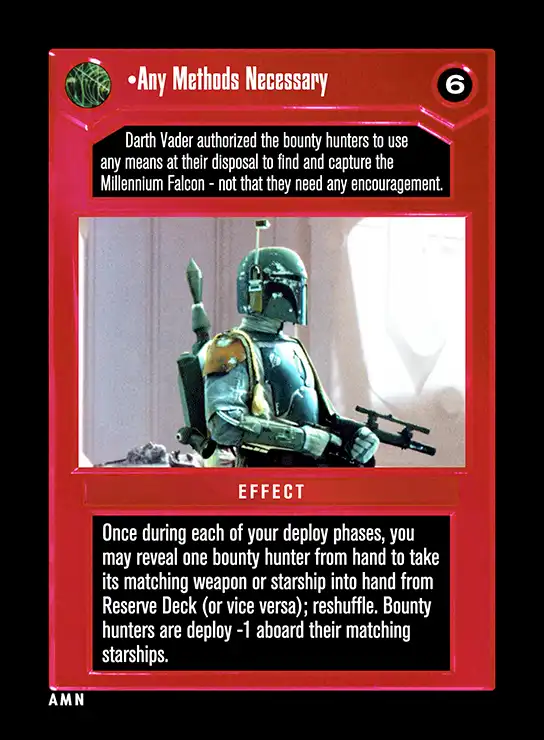 •Any Methods Necessary
6
Darth Vader authorized the bounty hunters to use
any means at their disposal to find and capture the
Millennium Falcon - not that they need any encouragement.
EFFECT
Once during each of your deploy phases, you
may reveal one bounty hunter from hand to take
its matching weapon or starship into hand from
Reserve Deck (or vice versa); reshuffle. Bounty
hunters are deploy -1 aboard their matching
starships.
AMN